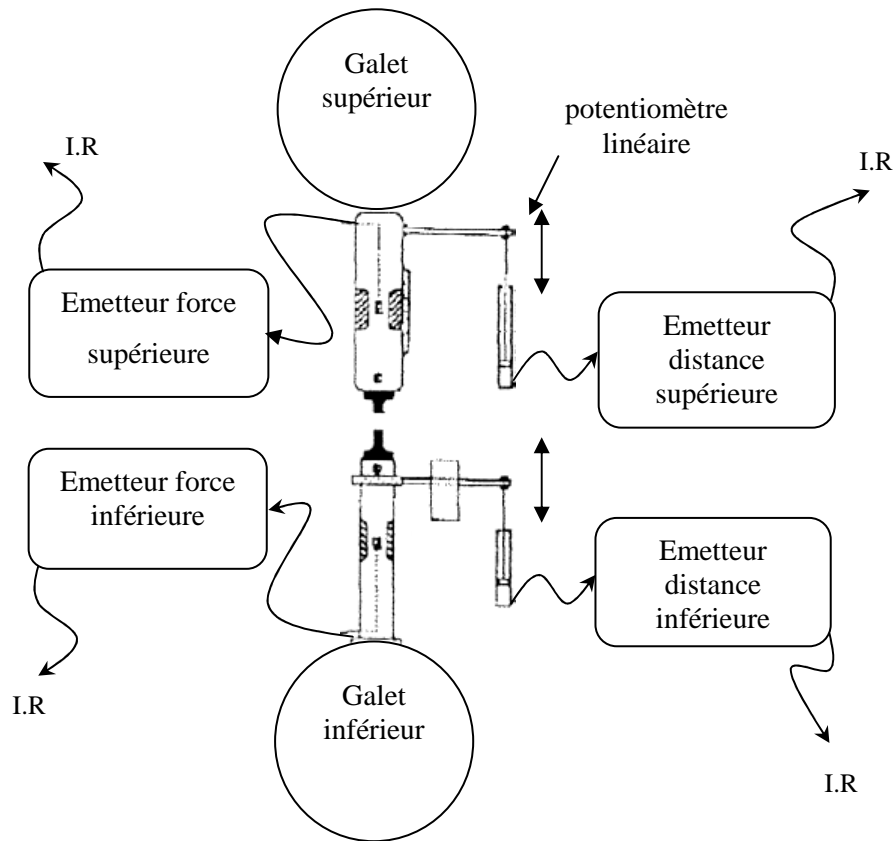 Galet
supérieur
potentiomètre
linéaire
I.R
I.R
Emetteur force
supérieure
Emetteur
distance
supérieure
Emetteur force
inférieure
Emetteur
distance
inférieure
Galet
inférieur
I.R
I.R